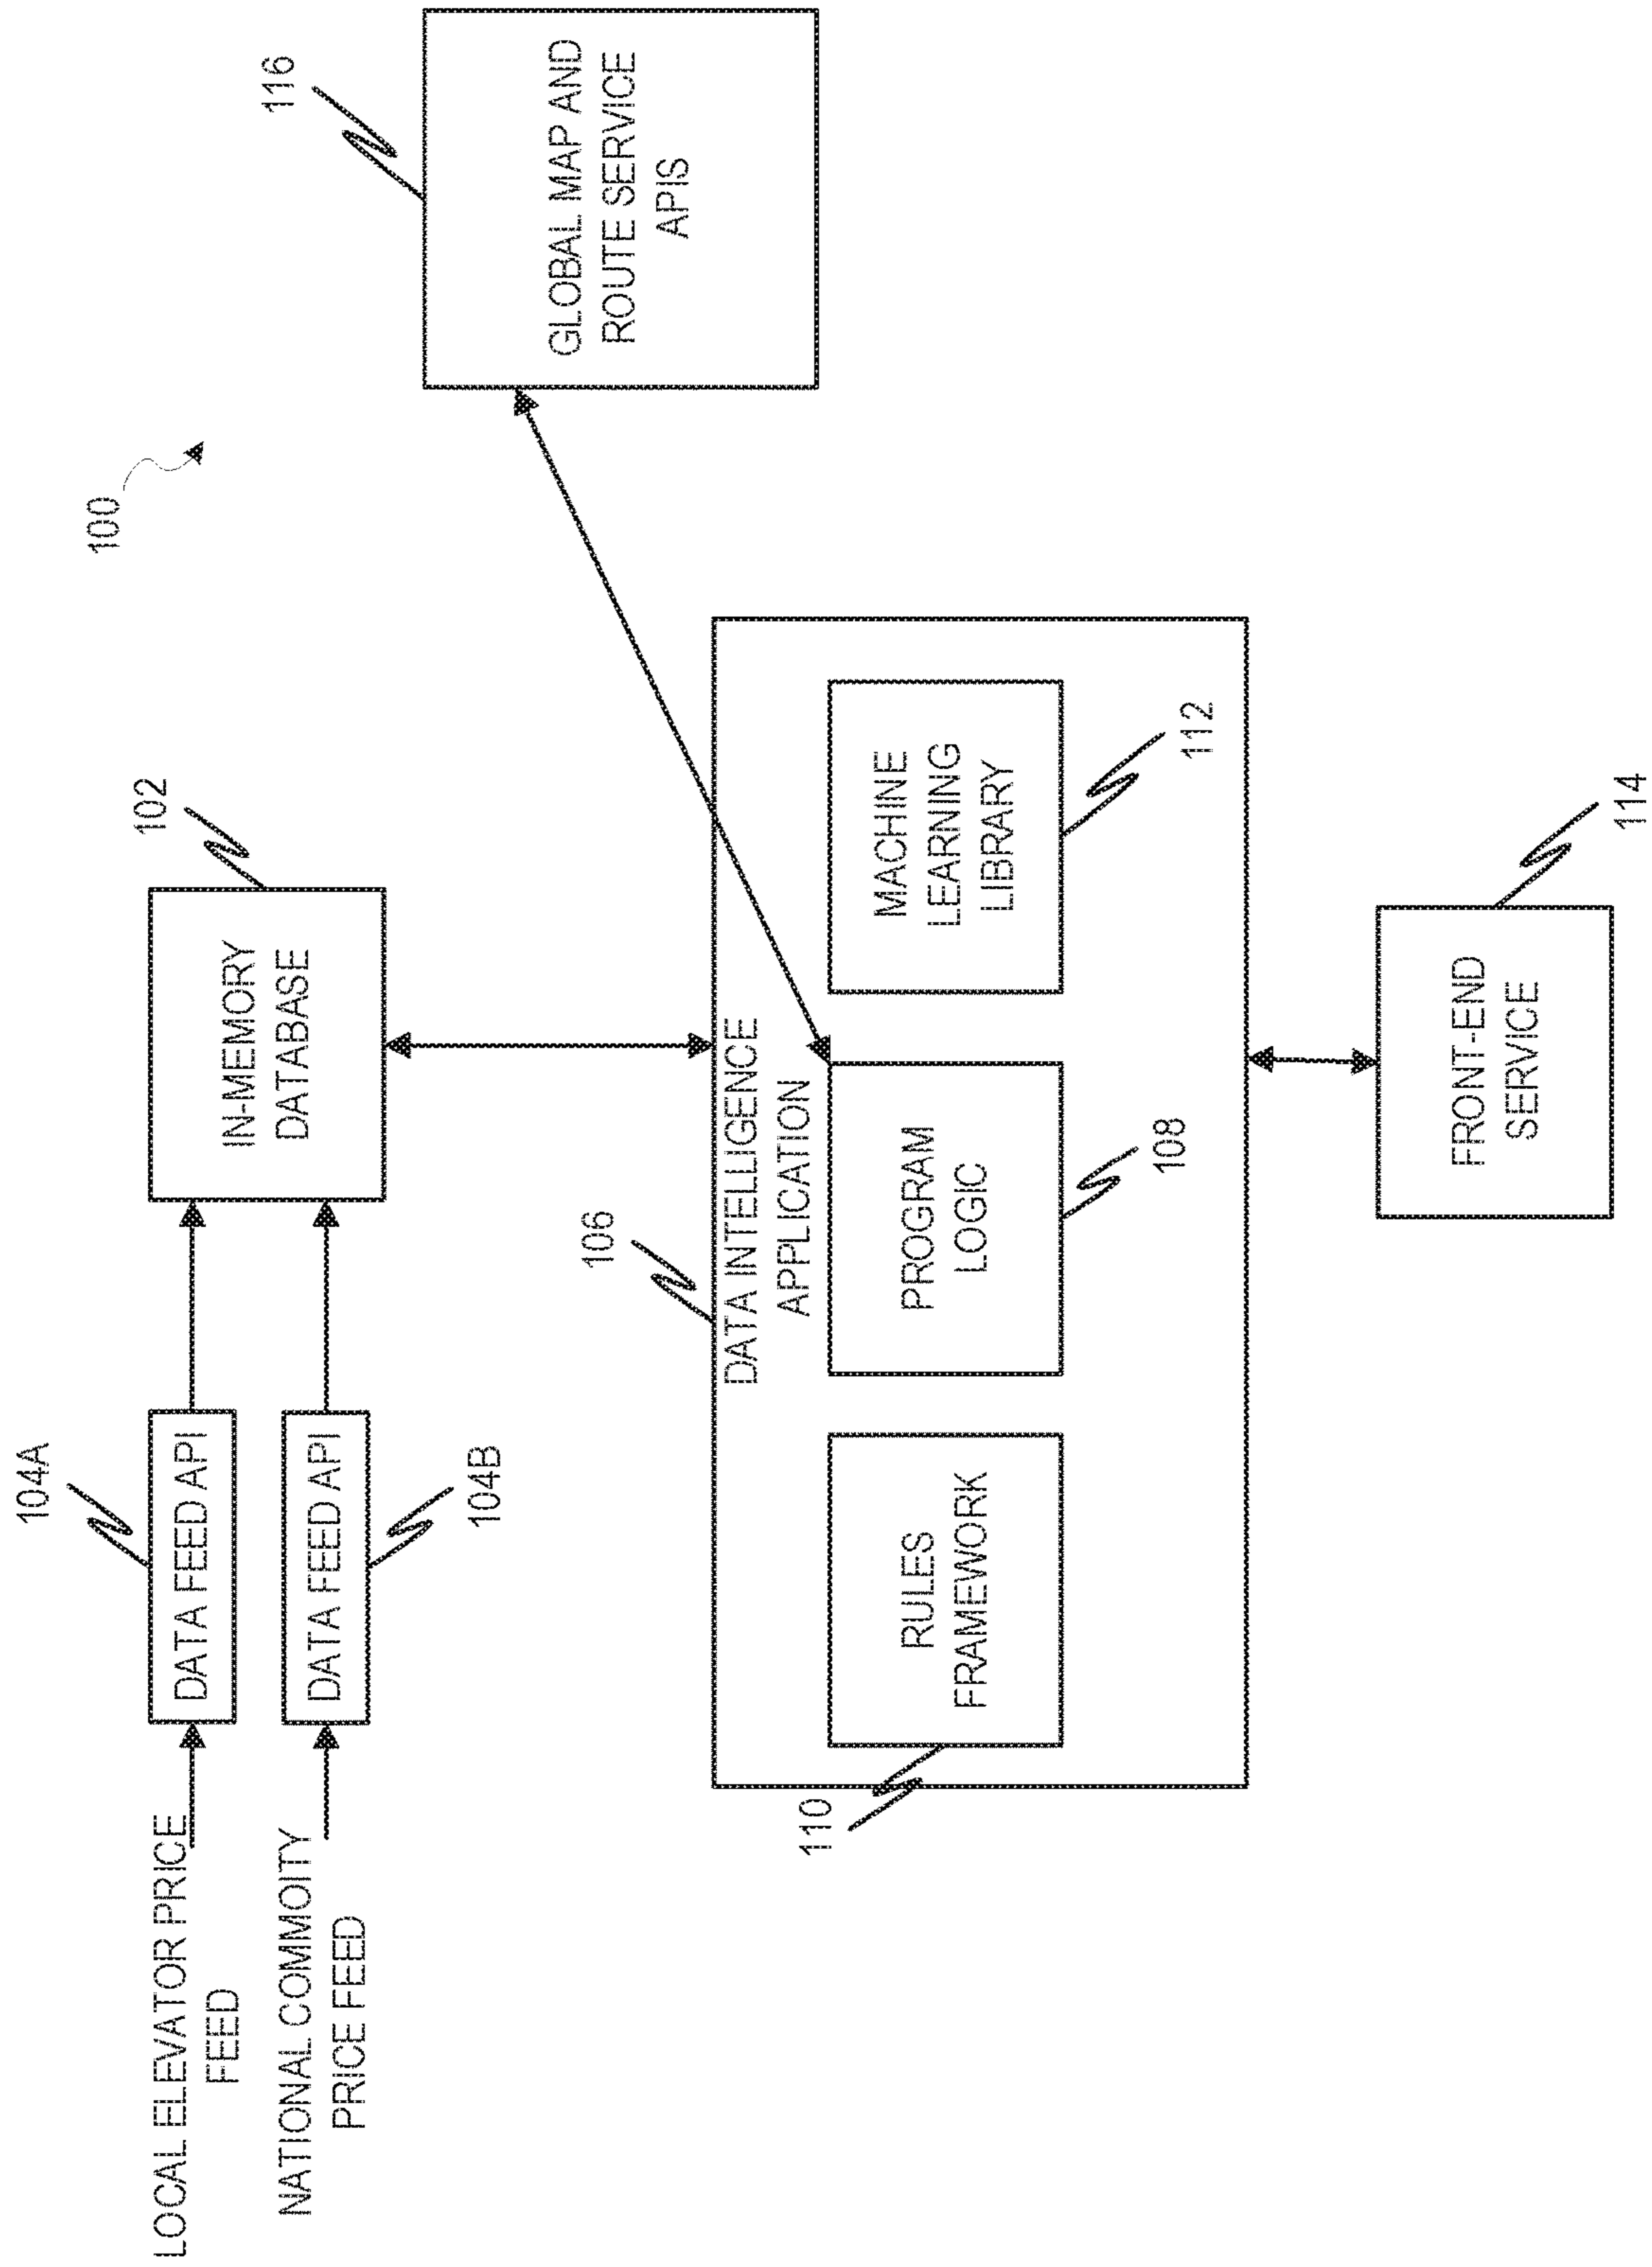 100
LOCAL ELEVATOR PRICE
FEED
104A
DATA FEED API
NATIONAL COMMOITY
PRICE FEED
DATA FEED API
104B
102
IN-MEMORY
DATABASE
116
GLOBAL MAP AND
ROUTE SERVICE
APIS
106
DATA INTELLIGENCE
APPLICATION
110
RULES
FRAMEWORK
PROGRAM
LOGIC
108
MACHINE
LEARNING
LIBRARY
112
FRONT-END
SERVICE
114